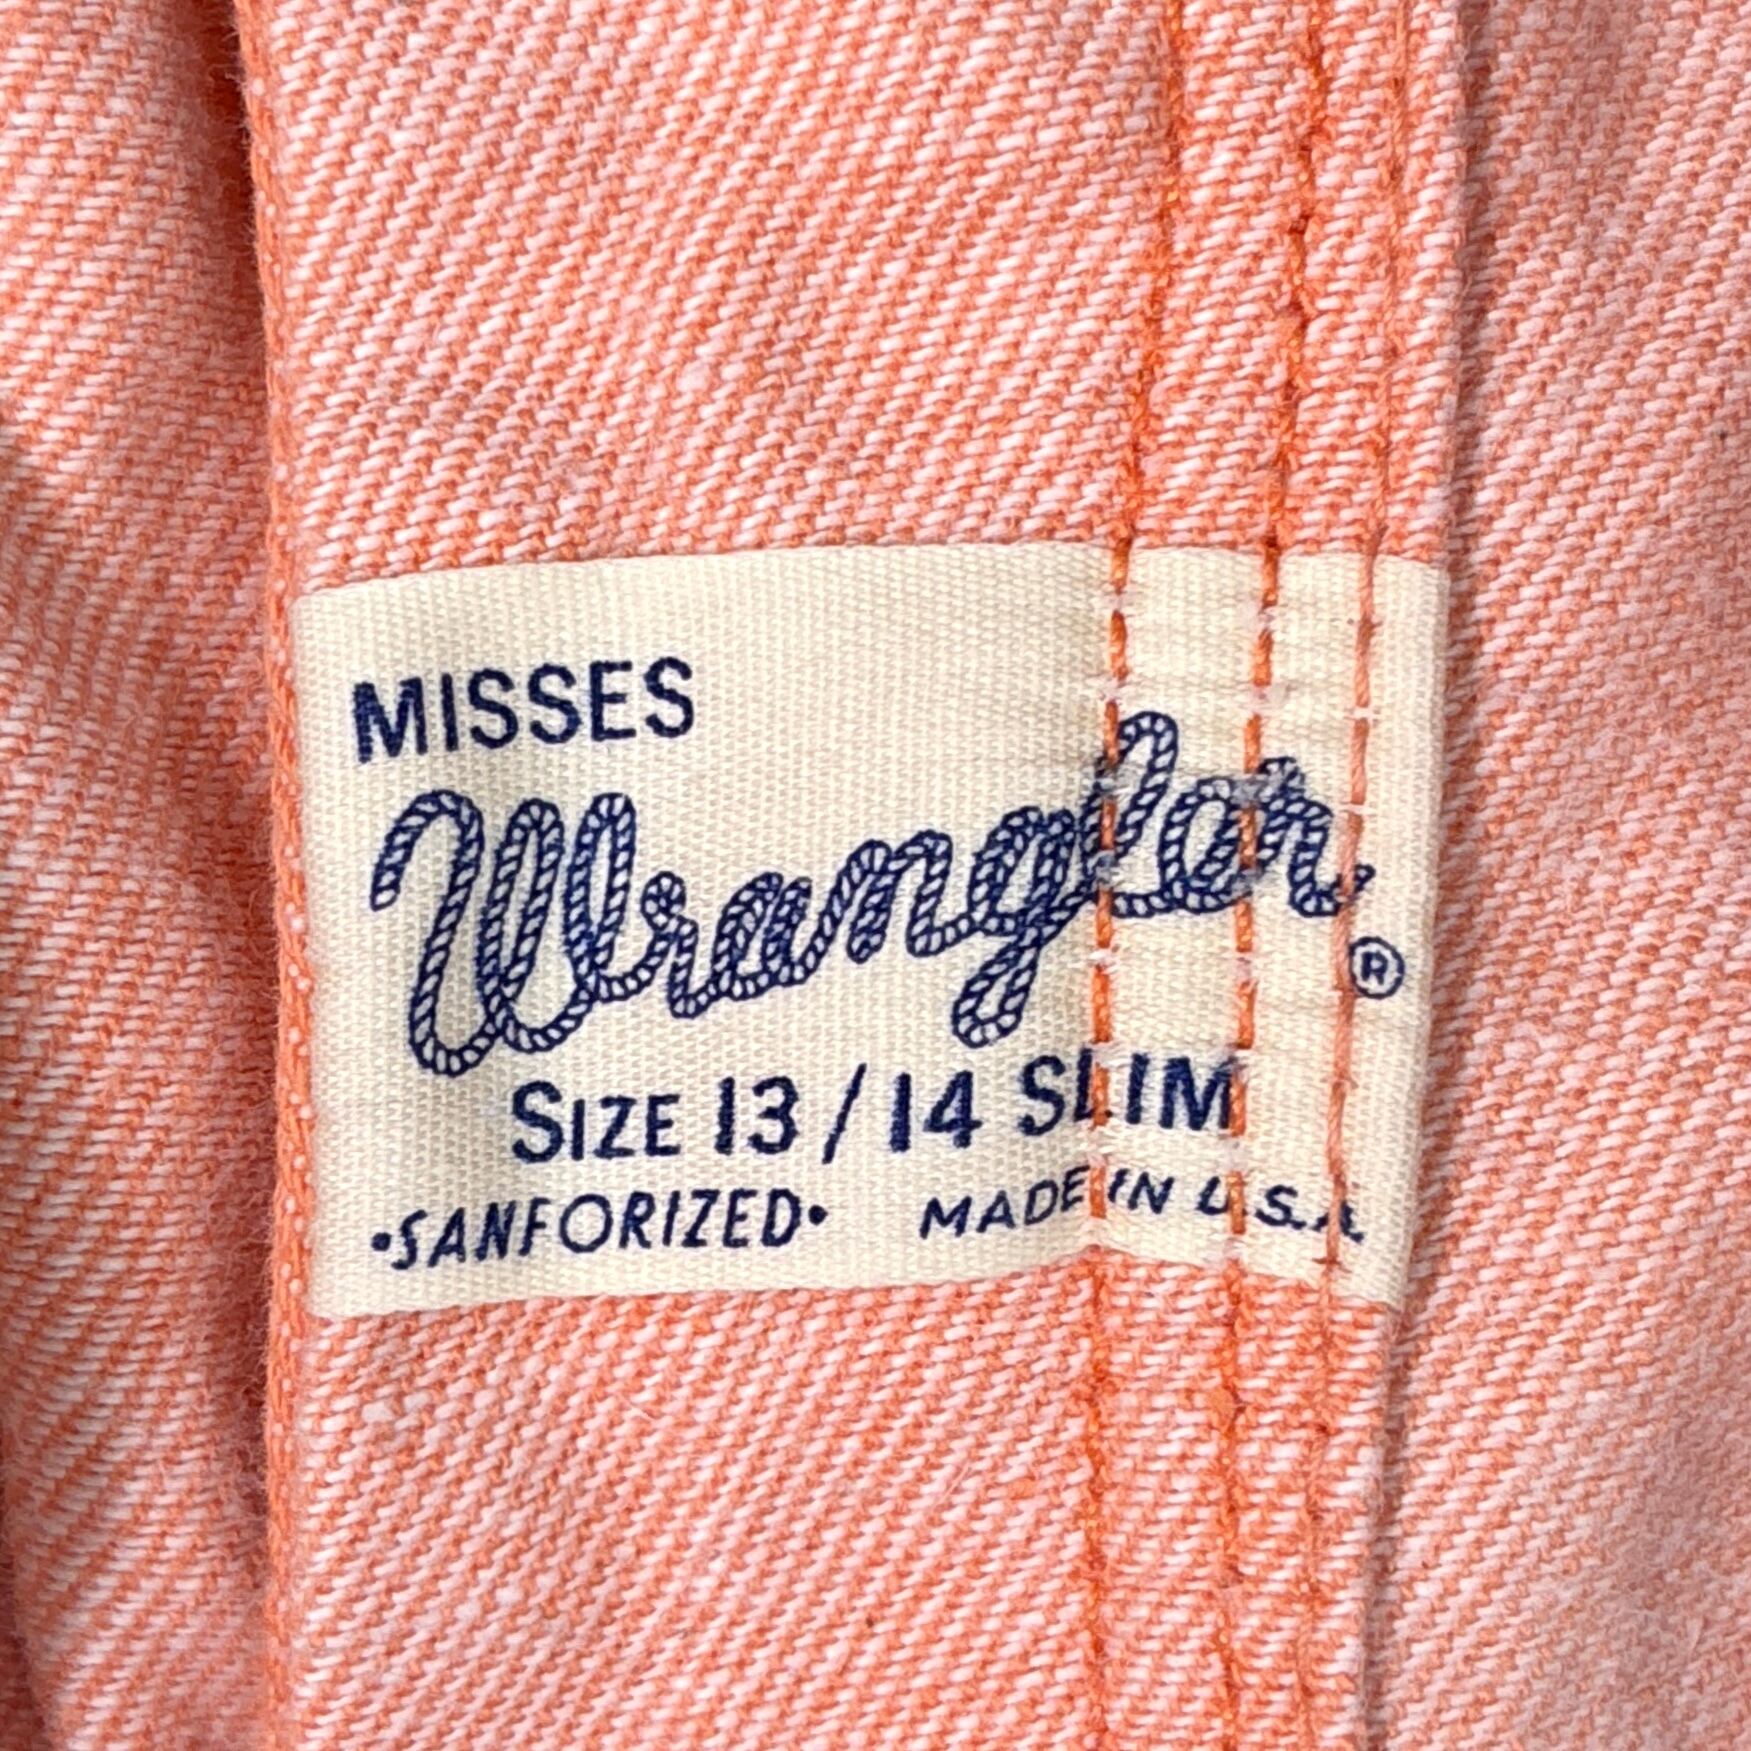 MISSES
Wrangler®
SIZE 13/14 SLIM
•SANFORIZED• MADE IN U.S.A.